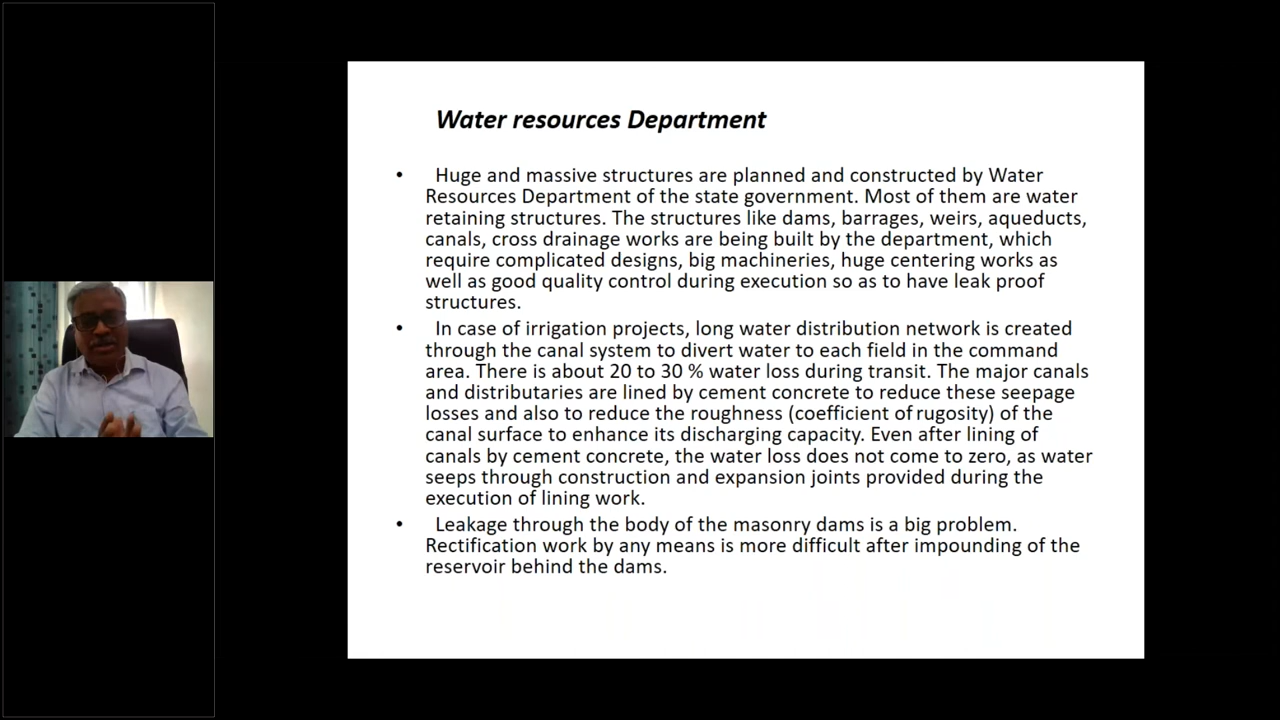 Water resources Department
• Huge and massive structures are planned and constructed by Water
Resources Department of the state government. Most of them are water
retaining structures. The structures like dams, barrages, weirs, aqueducts,
canals, cross drainage works are being built by the department, which
require complicated designs, big machineries, huge centering works as
well as good quality control during execution so as to have leak proof
structures.
• In case of irrigation projects, long water distribution network is created
through the canal system to divert water to each field in the command
area. There is about 20 to 30 % water loss during transit. The major canals
and distributaries are lined by cement concrete to reduce these seepage
losses and also to reduce the roughness (coefficient of rugosity) of the
canal surface to enhance its discharging capacity. Even after lining of
canals by cement concrete, the water loss does not come to zero, as water
seeps through construction and expansion joints provided during the
execution of lining work.
• Leakage through the body of the masonry dams is a big problem.
Rectification work by any means is more difficult after impounding of the
reservoir behind the dams.